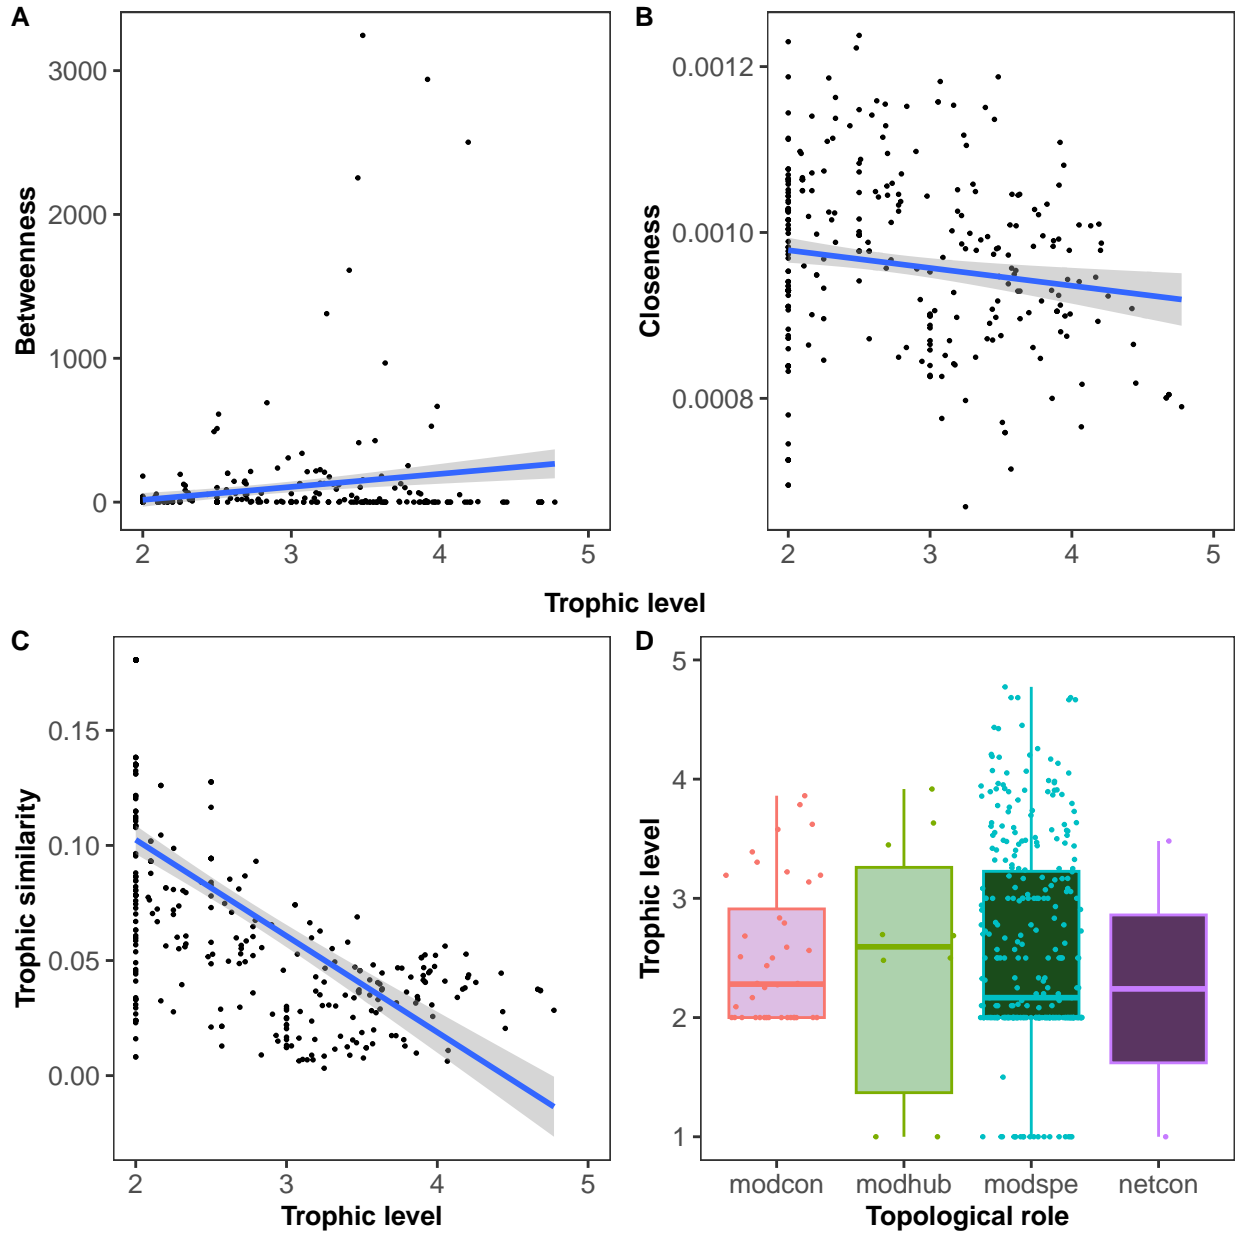 A
B
3000
2000
1000
0
Betweenness
2
3
4
5
0.0012
0.0010
0.0008
Closeness
2
3
4
5
Trophic level
C
D
0.15
0.10
0.05
0.00
Trophic similarity
2
3
4
5
Trophic level
5
4
3
2
1
Trophic level
modcon
modhub
modspe
netcon
Topological role